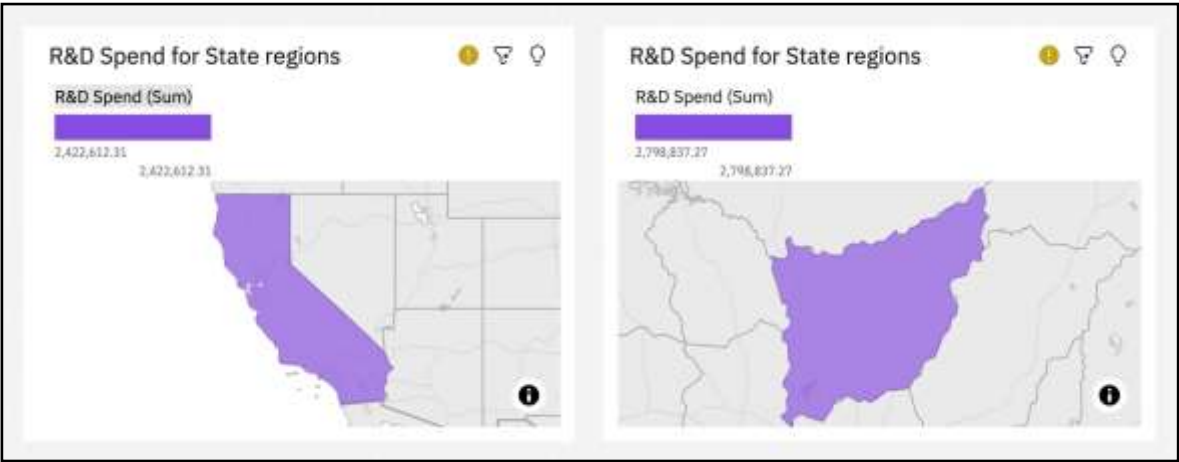 R&D Spend for State regions
R&D Spend (Sum)
2,422,612.31
2,422,612.31
R&D Spend for State regions
R&D Spend (Sum)
2,798,837.27
2,798,837.27